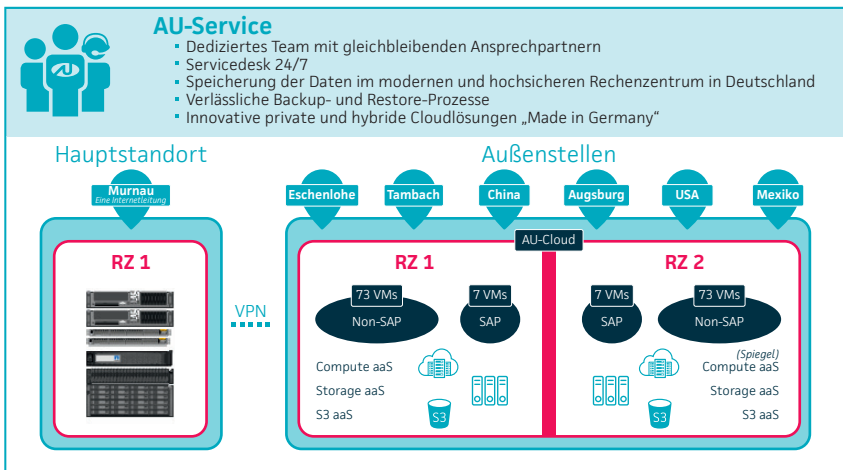 AU-Service
▪ Dediziertes Team mit gleichbleibenden Ansprechpartnern
▪ Servicedesk 24/7
▪ Speicherung der Daten im modernen und hochsicheren Rechenzentrum in Deutschland
▪ Verlässliche Backup- und Restore-Prozesse
▪ Innovative private und hybride Cloudlösungen „Made in Germany“
Hauptstandort
Außenstellen
Murnau
Eine Internetleitung
Eschenlohe
Tambach
China
Augsburg
USA
Mexiko
AU-Cloud
RZ 1
VPN
RZ 1
73 VMs
Non-SAP
7 VMs
SAP
Compute aaS
Storage aaS
S3 aaS
S3
RZ 2
7 VMs
SAP
73 VMs
Non-SAP
(Spiegel)
Compute aaS
Storage aaS
S3 aaS
S3